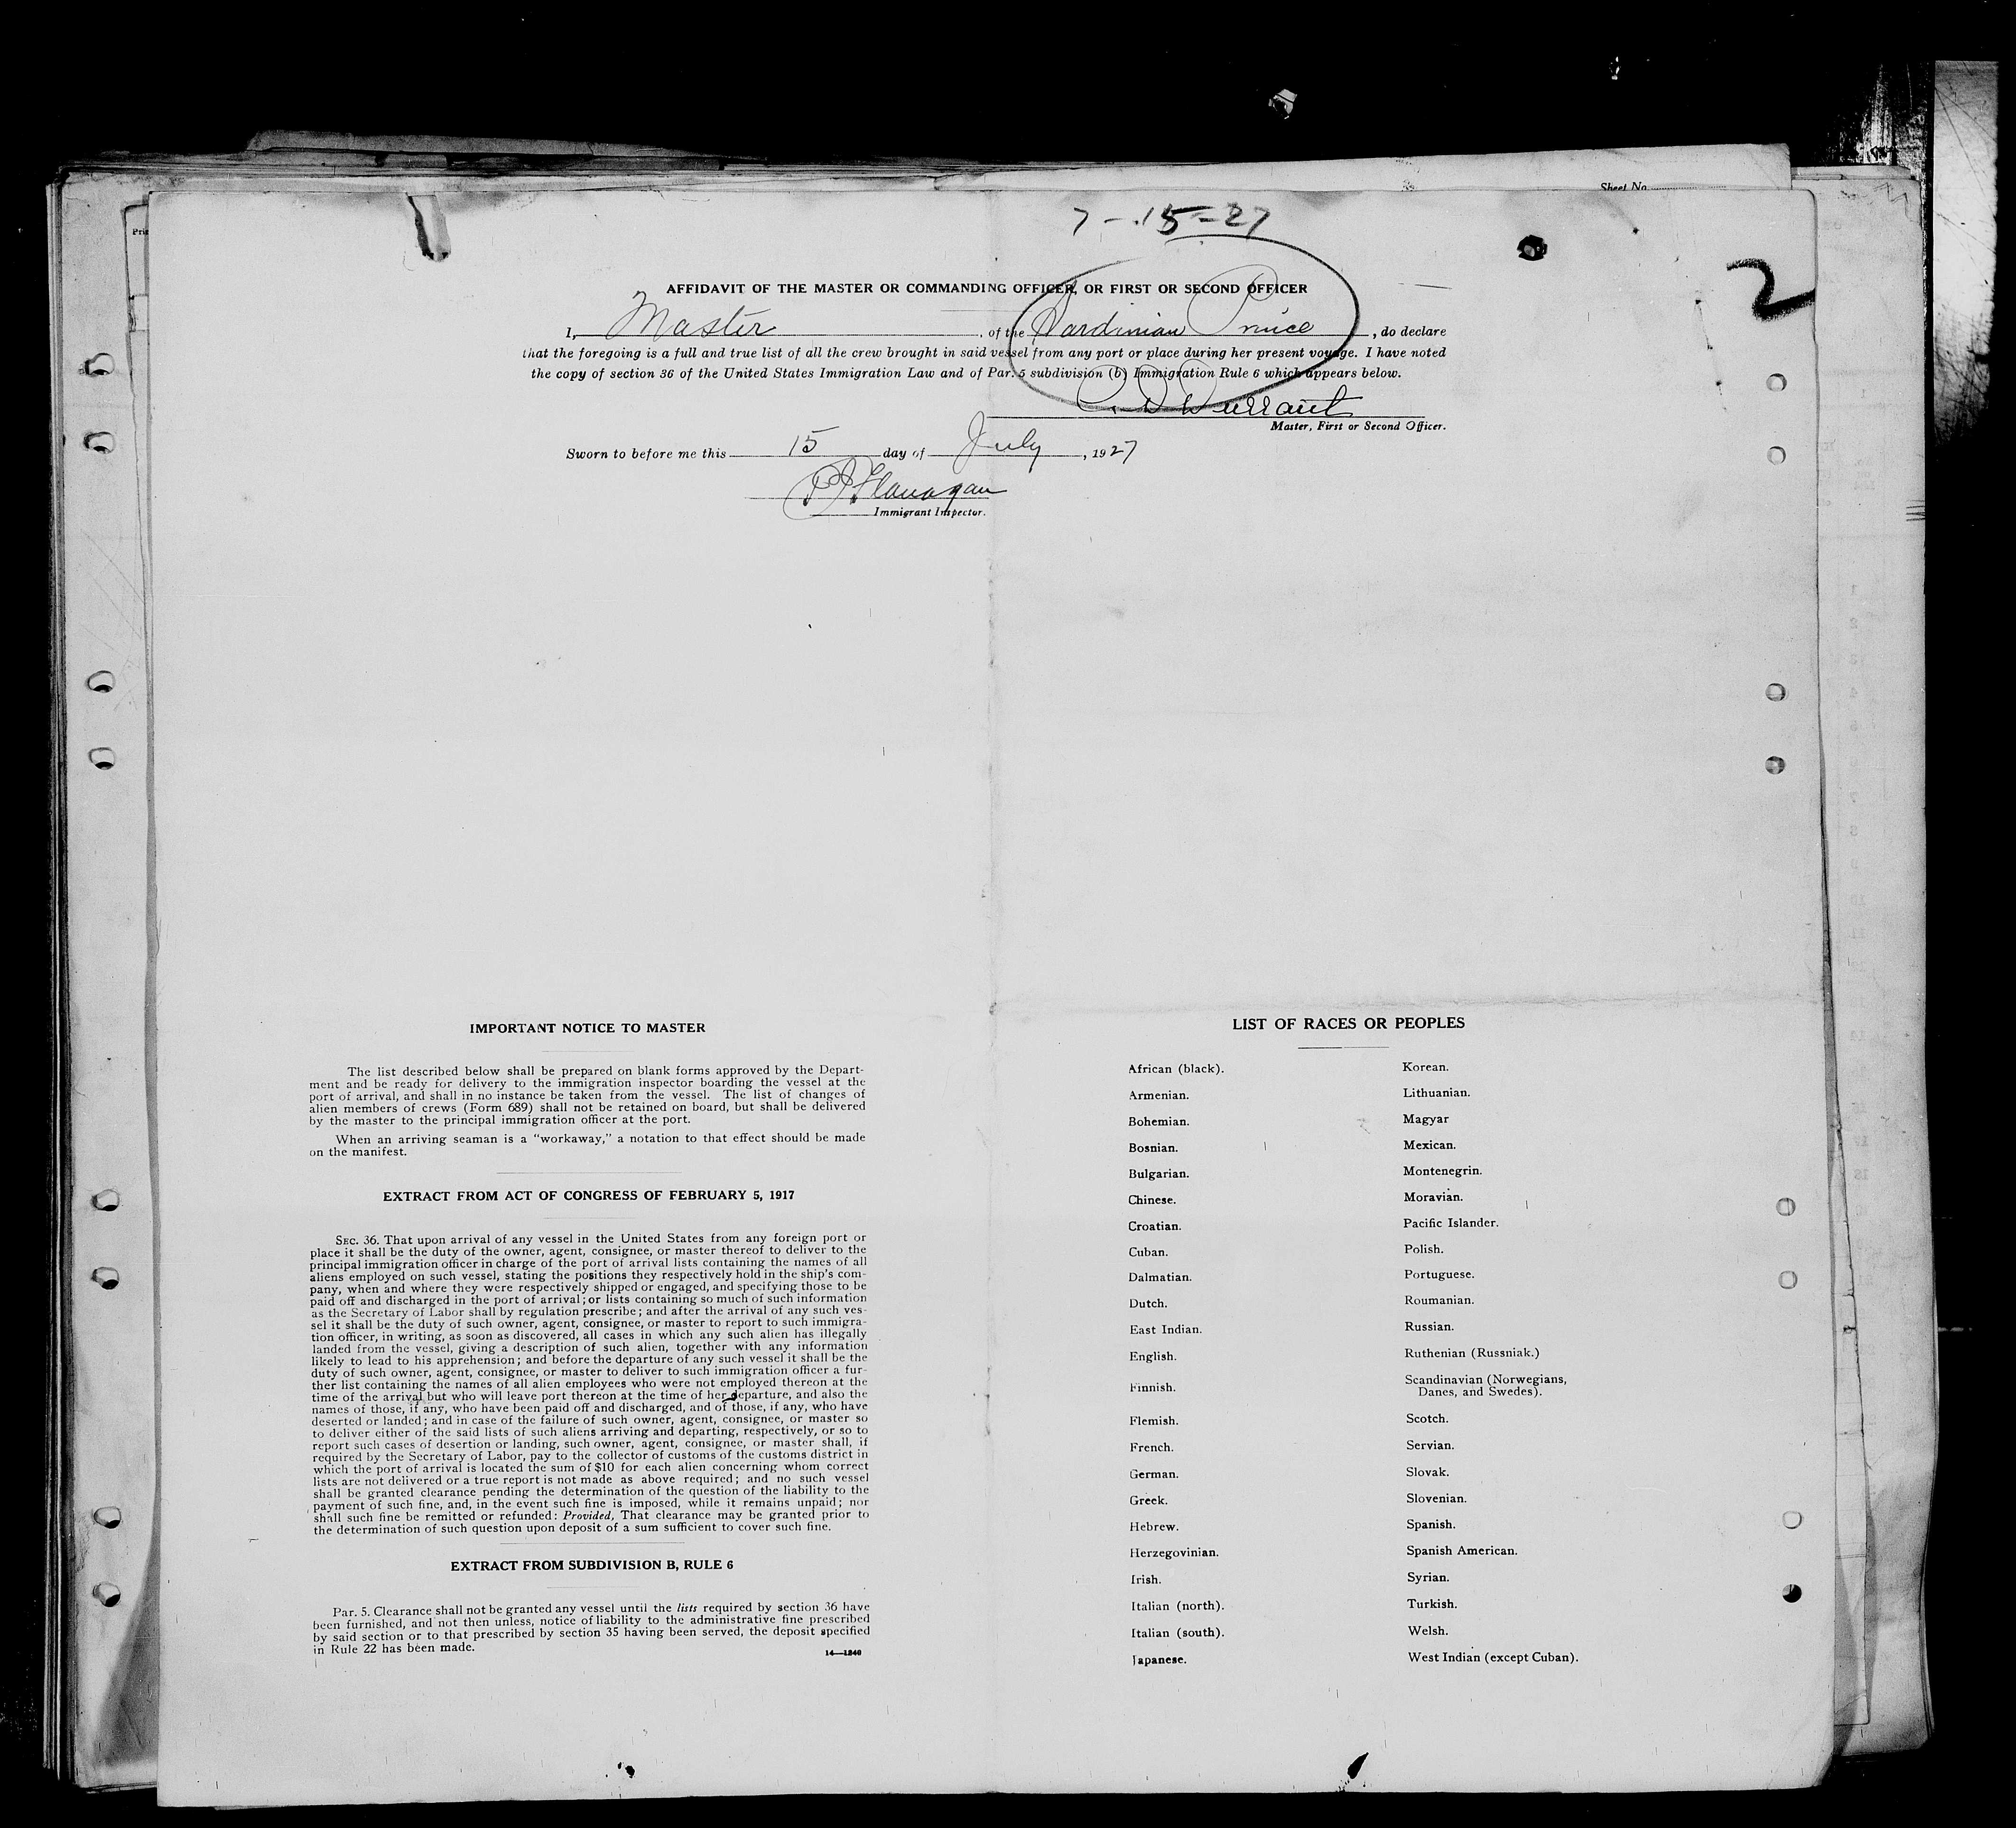 Sheet No.
7-15-27
2
AFFIDAVIT OF THE MASTER OR COMMANDING OFFICER, OR FIRST OR SECOND OFFICER
I, Master, of the Sardinian Prince, do declare
that the foregoing is a full and true list of all the crew brought in said vessel from any port or place during her present voyage. I have noted
the copy of section 36 of the United States Immigration Law and of Par. 5 subdivision (b) Immigration Rule 6 which appears below.
Durrant
Master, First or Second Officer.
Sworn to before me this 15 day of July, 1927
Flanagan
Immigrant Inspector.
IMPORTANT NOTICE TO MASTER
The list described below shall be prepared on blank forms approved by the Depart-
ment and be ready for delivery to the immigration inspector boarding the vessel at the
port of arrival, and shall in no instance be taken from the vessel. The list of changes of
alien members of crews (Form 689) shall not be retained on board, but shall be delivered
by the master to the principal immigration officer at the port.
When an arriving seaman is a "workaway," a notation to that effect should be made
on the manifest.
EXTRACT FROM ACT OF CONGRESS OF FEBRUARY 5, 1917
SEC. 36. That upon arrival of any vessel in the United States from any foreign port or
place it shall be the duty of the owner, agent, consignee, or master thereof to deliver to the
principal immigration officer in charge of the port of arrival lists containing the names of all
aliens employed on such vessel, stating the positions they respectively hold in the ship's com-
pany, when and where they were respectively shipped or engaged, and specifying those to be
paid off and discharged in the port of arrival; or lists containing so much of such information
as the Secretary of Labor shall by regulation prescribe; and after the arrival of any such ves-
sel it shall be the duty of such owner, agent, consignee, or master to report to such immigra-
tion officer, in writing, as soon as discovered, all cases in which any such alien has illegally
landed from the vessel, giving a description of such alien, together with any information
likely to lead to his apprehension; and before the departure of any such vessel it shall be the
duty of such owner, agent, consignee, or master to deliver to such immigration officer a fur-
ther list containing the names of all alien employees who were not employed thereon at the
time of the arrival but who will leave port thereon at the time of her departure, and also the
names of those, if any, who have been paid off and discharged, and of those, if any, who have
deserted or landed; and in case of the failure of such owner, agent, consignee, or master so
to deliver either of the said lists of such aliens arriving and departing, respectively, or so to
report such cases of desertion or landing, such owner, agent, consignee, or master shall, if
required by the Secretary of Labor, pay to the collector of customs of the customs district in
which the port of arrival is located the sum of $10 for each alien concerning whom correct
lists are not delivered or a true report is not made as above required; and no such vessel
shall be granted clearance pending the determination of the question of the liability to the
payment of such fine, and, in the event such fine is imposed, while it remains unpaid; nor
shall such fine be remitted or refunded: Provided, That clearance may be granted prior to
the determination of such question upon deposit of a sum sufficient to cover such fine.
EXTRACT FROM SUBDIVISION B, RULE 6
Par. 5. Clearance shall not be granted any vessel until the lists required by section 36 have
been furnished, and not then unless, notice of liability to the administrative fine prescribed
by said section or to that prescribed by section 35 having been served, the deposit specified
in Rule 22 has been made.
14—1240
LIST OF RACES OR PEOPLES
African (black).
Armenian.
Bohemian.
Bosnian.
Bulgarian.
Chinese.
Croatian.
Cuban.
Dalmatian.
Dutch.
East Indian.
English.
Finnish.
Flemish.
French.
German.
Greek.
Hebrew.
Herzegovinian.
Irish.
Italian (north).
Italian (south).
Japanese.
Korean.
Lithuanian.
Magyar
Mexican.
Montenegrin.
Moravian.
Pacific Islander.
Polish.
Portuguese.
Roumanian.
Russian.
Ruthenian (Russniak.)
Scandinavian (Norwegians,
Danes, and Swedes).
Scotch.
Servian.
Slovak.
Slovenian.
Spanish.
Spanish American.
Syrian.
Turkish.
Welsh.
West Indian (except Cuban).